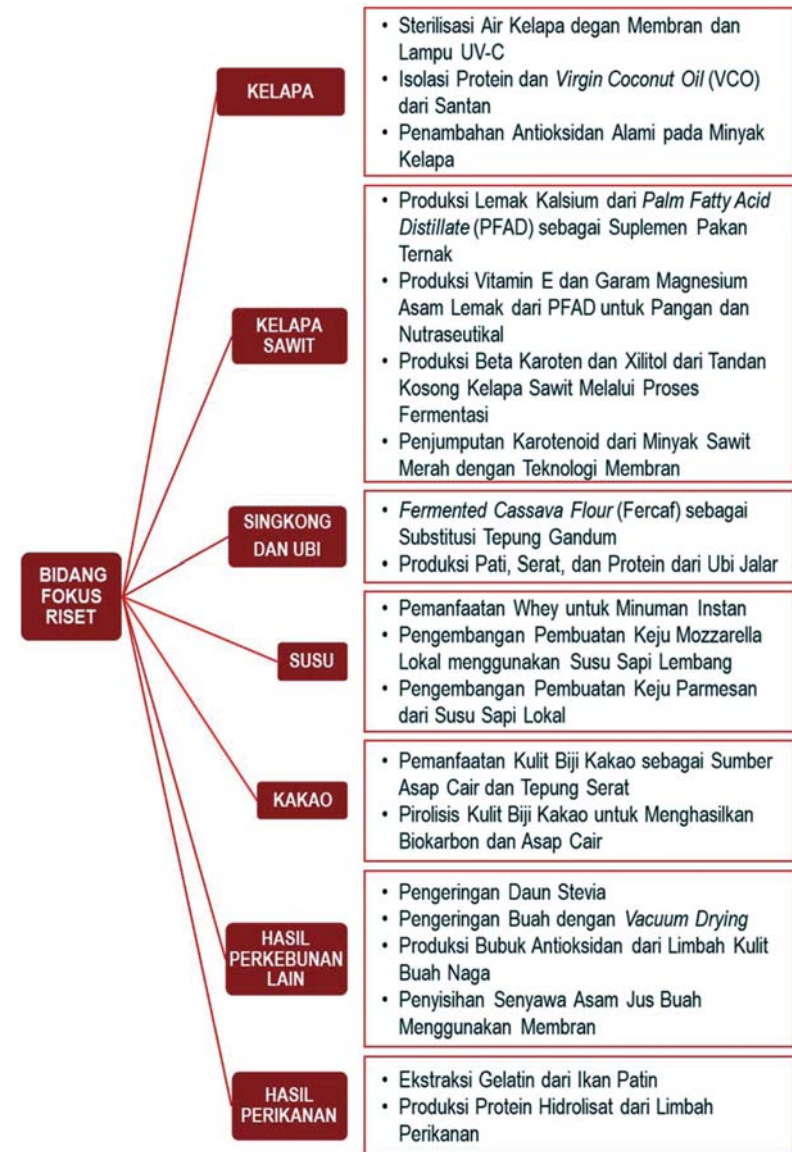 BIDANG
FOKUS
RISET
KELAPA
• Sterilisasi Air Kelapa degan Membran dan
Lampu UV-C
• Isolasi Protein dan Virgin Coconut Oil (VCO)
dari Santan
• Penambahan Antioksidan Alami pada Minyak
Kelapa
KELAPA
SAWIT
• Produksi Lemak Kalsium dari Palm Fatty Acid
Distillate (PFAD) sebagai Suplemen Pakan
Ternak
• Produksi Vitamin E dan Garam Magnesium
Asam Lemak dari PFAD untuk Pangan dan
Nutraseutikal
• Produksi Beta Karoten dan Xilitol dari Tandan
Kosong Kelapa Sawit Melalui Proses
Fermentasi
• Penjumputan Karotenoid dari Minyak Sawit
Merah dengan Teknologi Membran
SINGKONG
DAN UBI
• Fermented Cassava Flour (Fercaf) sebagai
Substitusi Tepung Gandum
• Produksi Pati, Serat, dan Protein dari Ubi Jalar
SUSU
• Pemanfaatan Whey untuk Minuman Instan
• Pengembangan Pembuatan Keju Mozzarella
Lokal menggunakan Susu Sapi Lembang
• Pengembangan Pembuatan Keju Parmesan
dari Susu Sapi Lokal
KAKAO
• Pemanfaatan Kulit Biji Kakao sebagai Sumber
Asap Cair dan Tepung Serat
• Pirolisis Kulit Biji Kakao untuk Menghasilkan
Biokarbon dan Asap Cair
HASIL
PERKEBUNAN
LAIN
• Pengeringan Daun Stevia
• Pengeringan Buah dengan Vacuum Drying
• Produksi Bubuk Antioksidan dari Limbah Kulit
Buah Naga
• Penyisihan Senyawa Asam Jus Buah
Menggunakan Membran
HASIL
PERIKANAN
• Ekstraksi Gelatin dari Ikan Patin
• Produksi Protein Hidrolisat dari Limbah
Perikanan